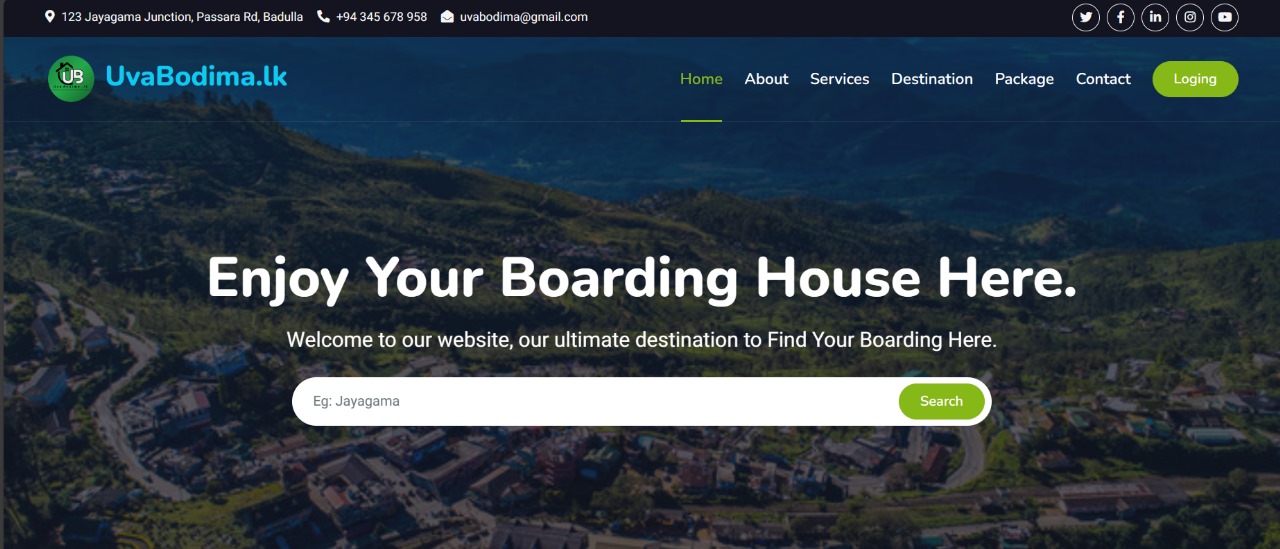 123 Jayagama Junction, Passara Rd, Badulla +94 345 678 958 uvabodima@gmail.com
UB
UvaBodima.lk Home About Services Destination Package Contact Loging
Enjoy Your Boarding House Here.
Welcome to our website, our ultimate destination to Find Your Boarding Here.
Eg: Jayagama Search